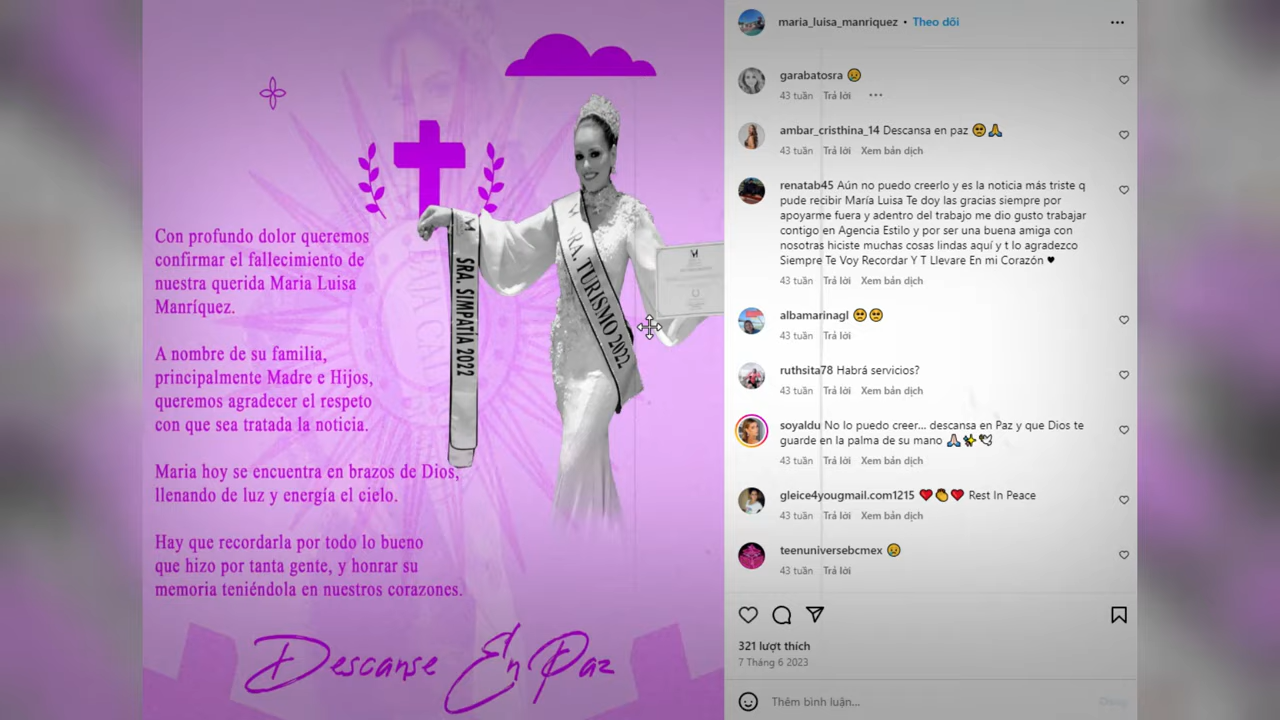 Con profundo dolor queremos
confirmar el fallecimiento de
nuestra querida Maria Luisa
Manríquez.
A nombre de su familia,
principalmente Madre e Hijos,
queremos agradecer el respeto
con que sea tratada la noticia.
Maria hoy se encuentra en brazos de Dios,
llenando de luz y energía el cielo.
Hay que recordarla por todo lo bueno
que hizo por tanta gente, y honrar su
memoria teniéndola en nuestros corazones.
Descanse En Paz
SRA. SIMPATÍA 2022
RA. TURISMO 2022
maria_luisa_manriquez • Theo dõi
garabatosra 😢
43 tuần Trả lời
ambar_cristhina_14 Descansa en paz 🥺🙏
43 tuần Trả lời Xem bản dịch
renatab45 Aún no puedo creerlo y es la noticia más triste q
pude recibir María Luisa Te doy las gracias siempre por
apoyarme fuera y adentro del trabajo me dio gusto trabajar
contigo en Agencia Estilo y por ser una buena amiga con
nosotras hiciste muchas cosas lindas aquí y t lo agradezco
Siempre Te Voy Recordar Y T Llevare En mi Corazón ♥
43 tuần Trả lời Xem bản dịch
albamarinagl 🥺🥺
43 tuần Trả lời
ruthsita78 Habrá servicios?
43 tuần Trả lời Xem bản dịch
soyaldu No lo puedo creer... descansa en Paz y que Dios te
guarde en la palma de su mano 🙏🏻✨🕊
43 tuần Trả lời Xem bản dịch
gleice4yougmail.com1215 ❤️👏❤️ Rest In Peace
43 tuần Trả lời Xem bản dịch
teenuniversebcmex 😢
43 tuần Trả lời
321 lượt thích
7 Tháng 6 2023
Thêm bình luận...
Đăng